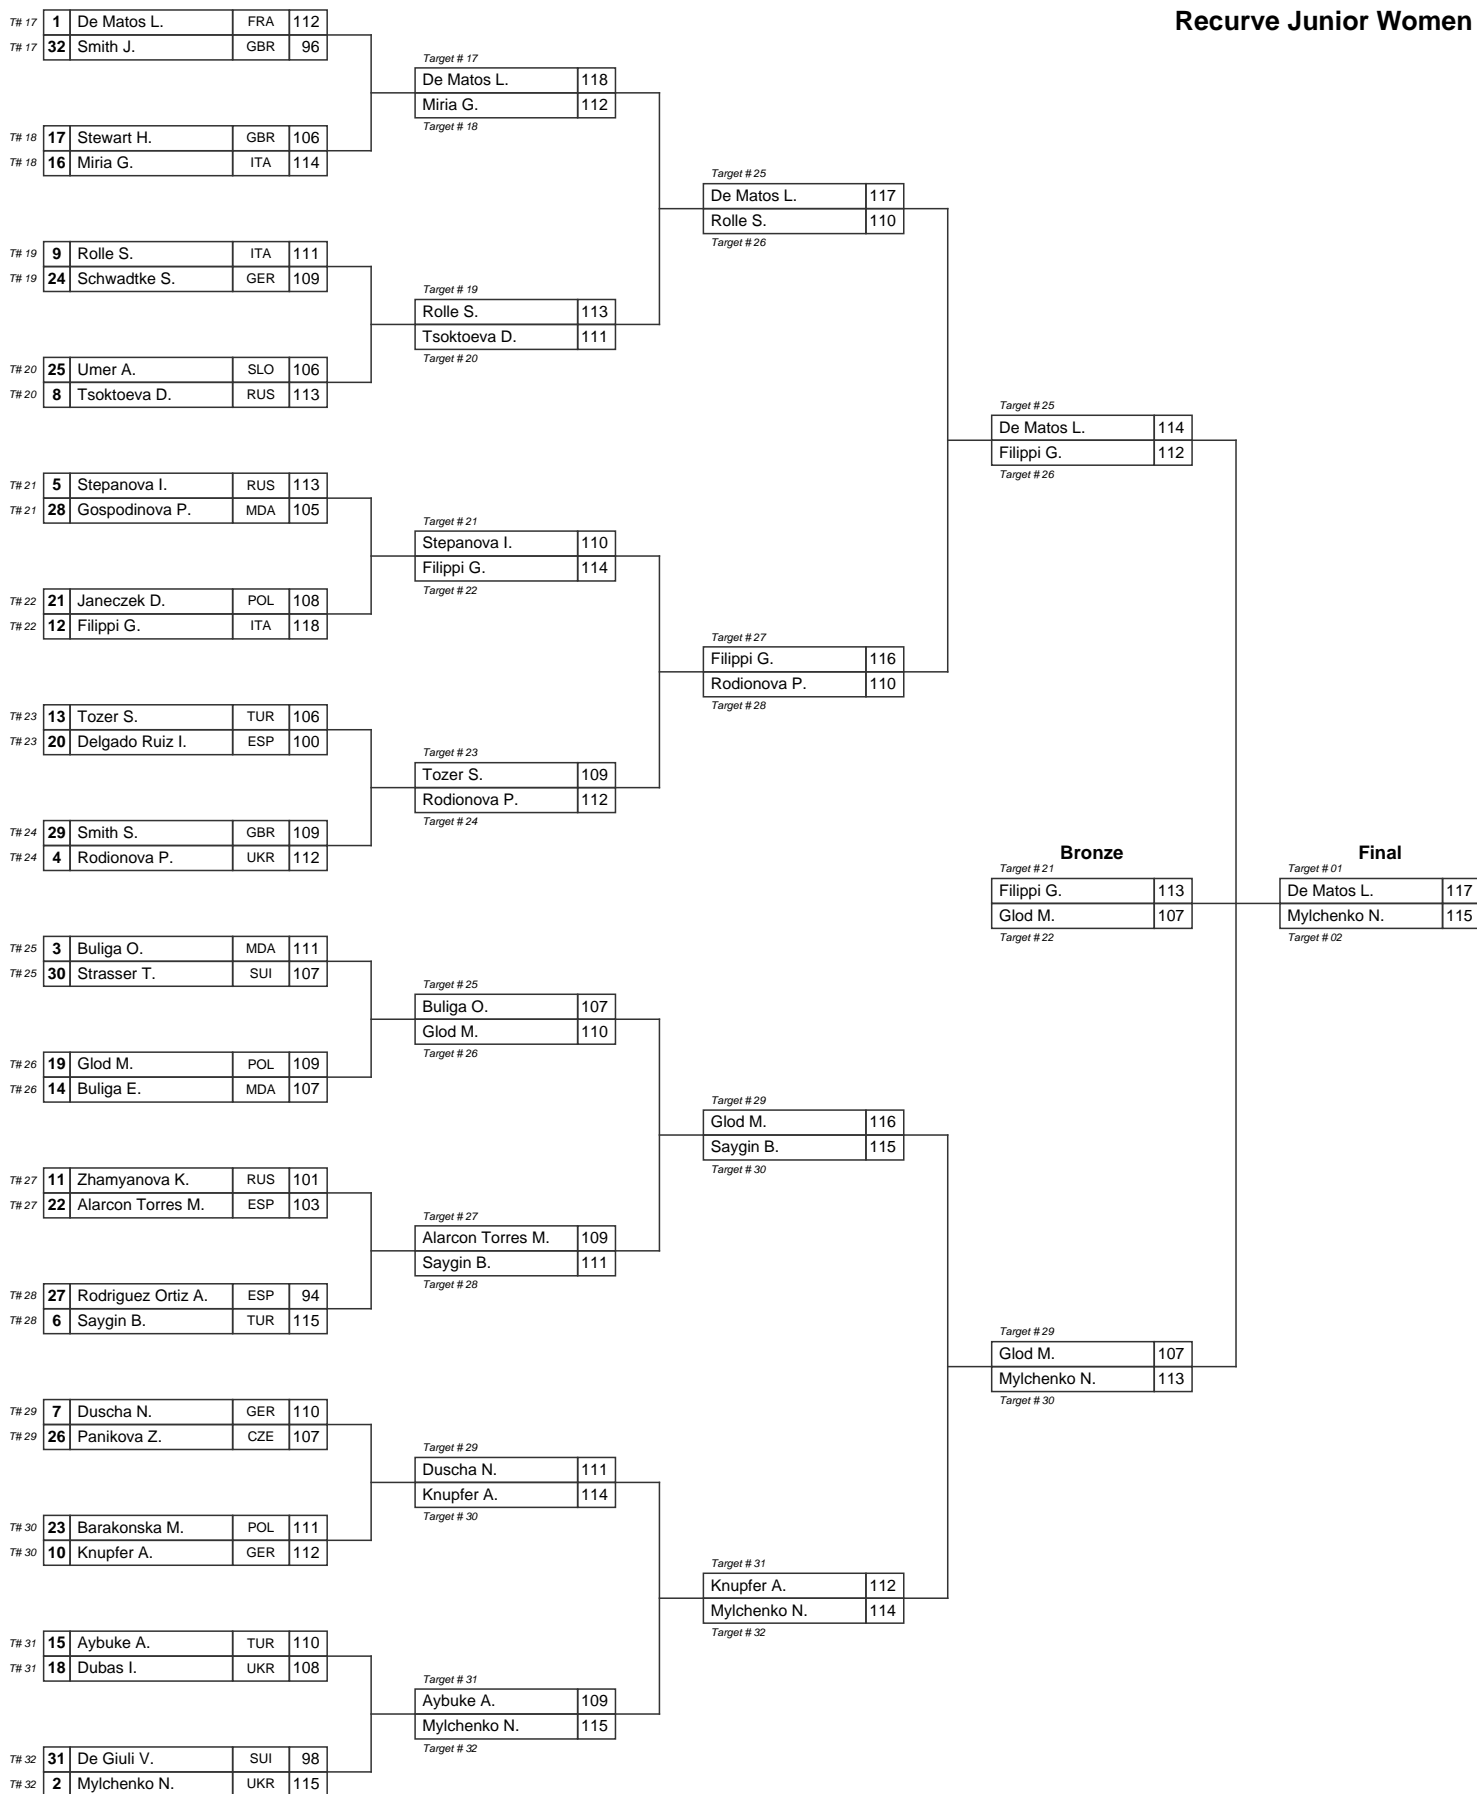 Recurve Junior Women
T# 17 1 De Matos L. FRA 112
T# 17 32 Smith J. GBR 96
T# 18 17 Stewart H. GBR 106
T# 18 16 Miria G. ITA 114
T# 19 9 Rolle S. ITA 111
T# 19 24 Schwadtke S. GER 109
T# 20 25 Umer A. SLO 106
T# 20 8 Tsoktoeva D. RUS 113
T# 21 5 Stepanova I. RUS 113
T# 21 28 Gospodinova P. MDA 105
T# 22 21 Janeczek D. POL 108
T# 22 12 Filippi G. ITA 118
T# 23 13 Tozer S. TUR 106
T# 23 20 Delgado Ruiz I. ESP 100
T# 24 29 Smith S. GBR 109
T# 24 4 Rodionova P. UKR 112
T# 25 3 Buliga O. MDA 111
T# 25 30 Strasser T. SUI 107
T# 26 19 Glod M. POL 109
T# 26 14 Buliga E. MDA 107
T# 27 11 Zhamyanova K. RUS 101
T# 27 22 Alarcon Torres M. ESP 103
T# 28 27 Rodriguez Ortiz A. ESP 94
T# 28 6 Saygin B. TUR 115
T# 29 7 Duscha N. GER 110
T# 29 26 Panikova Z. CZE 107
T# 30 23 Barakonska M. POL 111
T# 30 10 Knupfer A. GER 112
T# 31 15 Aybuke A. TUR 110
T# 31 18 Dubas I. UKR 108
T# 32 31 De Giuli V. SUI 98
T# 32 2 Mylchenko N. UKR 115
Target # 17
De Matos L. 118
Miria G. 112
Target # 18
Target # 19
Rolle S. 113
Tsoktoeva D. 111
Target # 20
Target # 21
Stepanova I. 110
Filippi G. 114
Target # 22
Target # 23
Tozer S. 109
Rodionova P. 112
Target # 24
Target # 25
Buliga O. 107
Glod M. 110
Target # 26
Target # 27
Alarcon Torres M. 109
Saygin B. 111
Target # 28
Target # 29
Duscha N. 111
Knupfer A. 114
Target # 30
Target # 31
Aybuke A. 109
Mylchenko N. 115
Target # 32
Target # 25
De Matos L. 117
Rolle S. 110
Target # 26
Target # 27
Filippi G. 116
Rodionova P. 110
Target # 28
Target # 29
Glod M. 116
Saygin B. 115
Target # 30
Target # 31
Knupfer A. 112
Mylchenko N. 114
Target # 32
Target # 25
De Matos L. 114
Filippi G. 112
Target # 26
Target # 29
Glod M. 107
Mylchenko N. 113
Target # 30
Bronze
Target # 21
Filippi G. 113
Glod M. 107
Target # 22
Final
Target # 01
De Matos L. 117
Mylchenko N. 115
Target # 02